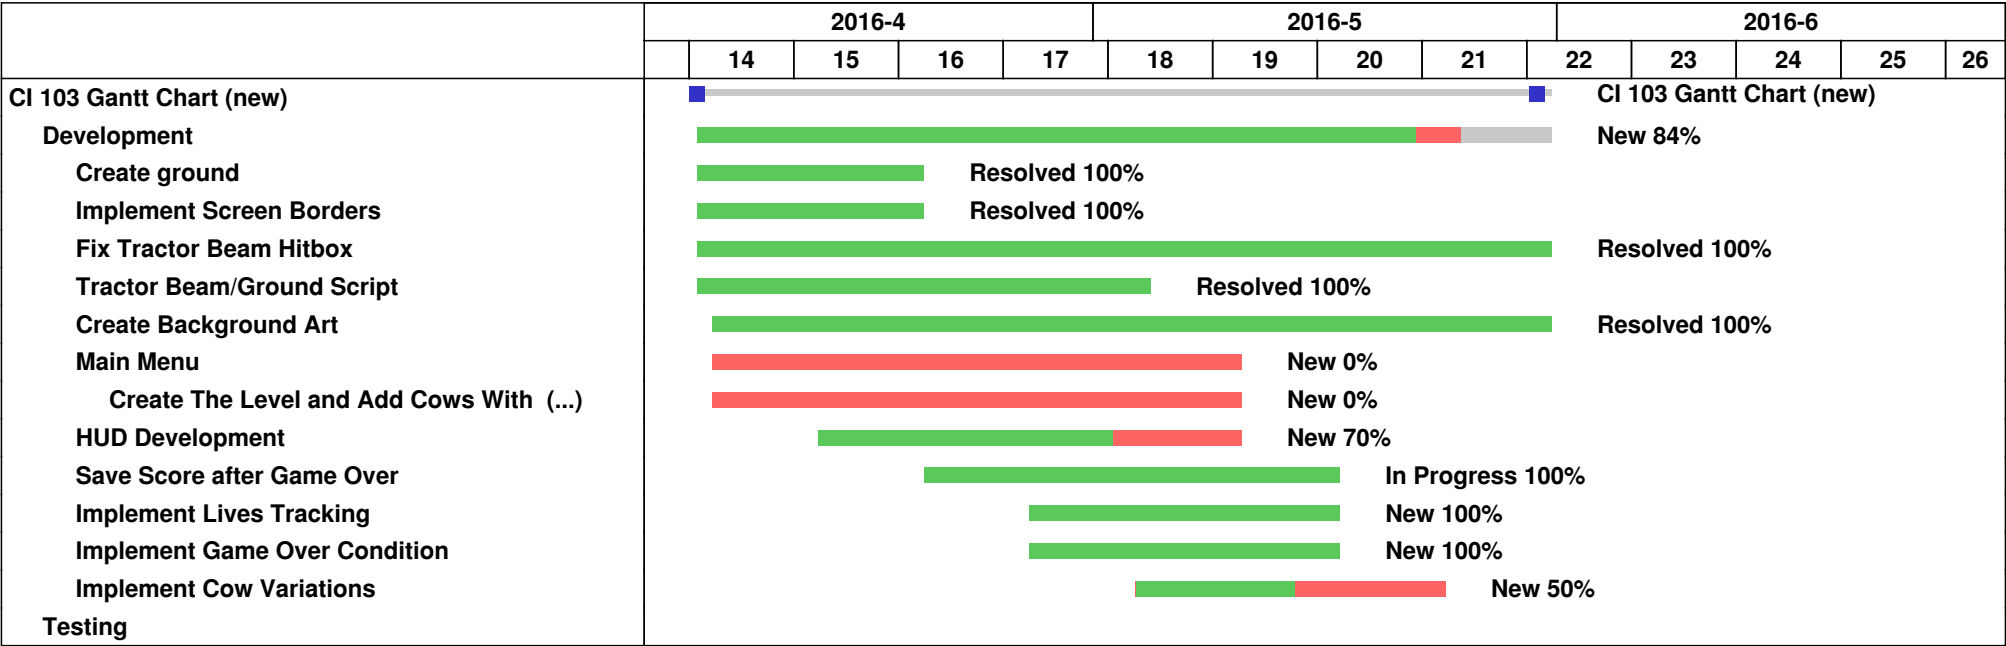 2016-4 2016-5 2016-6
14 15 16 17 18 19 20 21 22 23 24 25 26
CI 103 Gantt Chart (new) CI 103 Gantt Chart (new)
Development New 84%
Create ground Resolved 100%
Implement Screen Borders Resolved 100%
Fix Tractor Beam Hitbox Resolved 100%
Tractor Beam/Ground Script Resolved 100%
Create Background Art Resolved 100%
Main Menu New 0%
Create The Level and Add Cows With (...) New 0%
HUD Development New 70%
Save Score after Game Over In Progress 100%
Implement Lives Tracking New 100%
Implement Game Over Condition New 100%
Implement Cow Variations New 50%
Testing